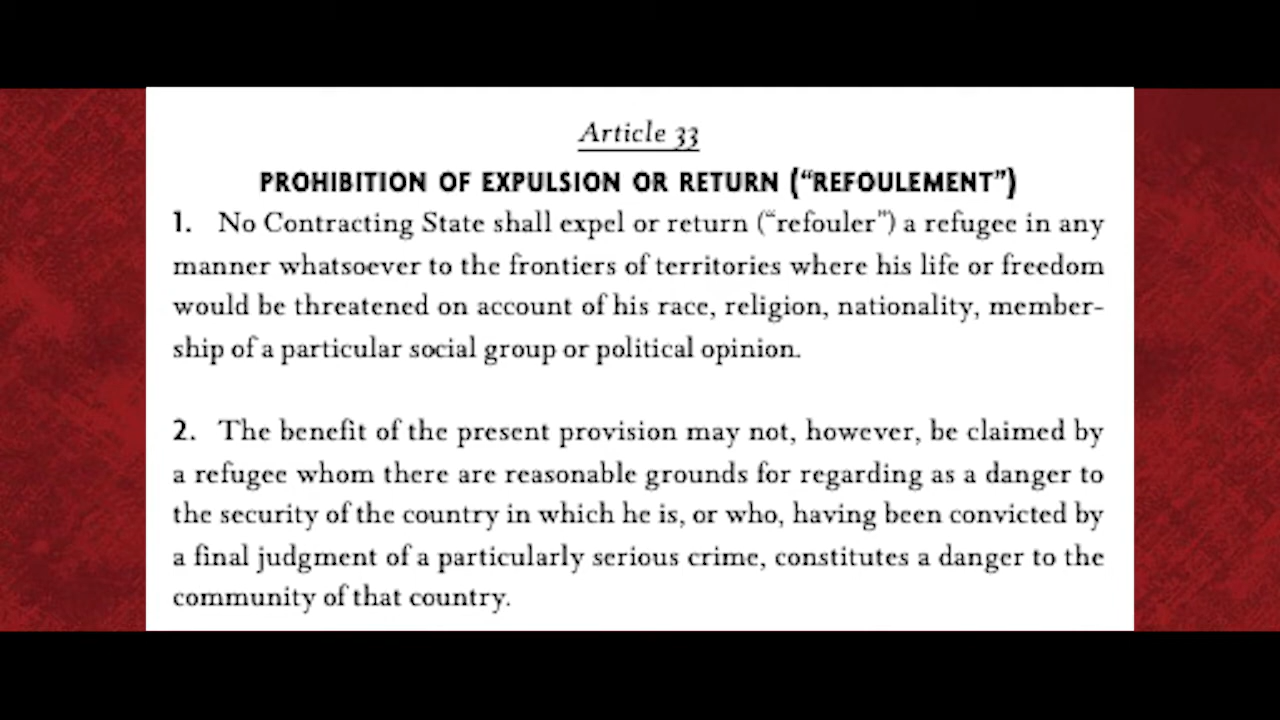 Article 33
PROHIBITION OF EXPULSION OR RETURN (“REFOULEMENT”)
1. No Contracting State shall expel or return (“refouler”) a refugee in any
manner whatsoever to the frontiers of territories where his life or freedom
would be threatened on account of his race, religion, nationality, member-
ship of a particular social group or political opinion.
2. The benefit of the present provision may not, however, be claimed by
a refugee whom there are reasonable grounds for regarding as a danger to
the security of the country in which he is, or who, having been convicted by
a final judgment of a particularly serious crime, constitutes a danger to the
community of that country.